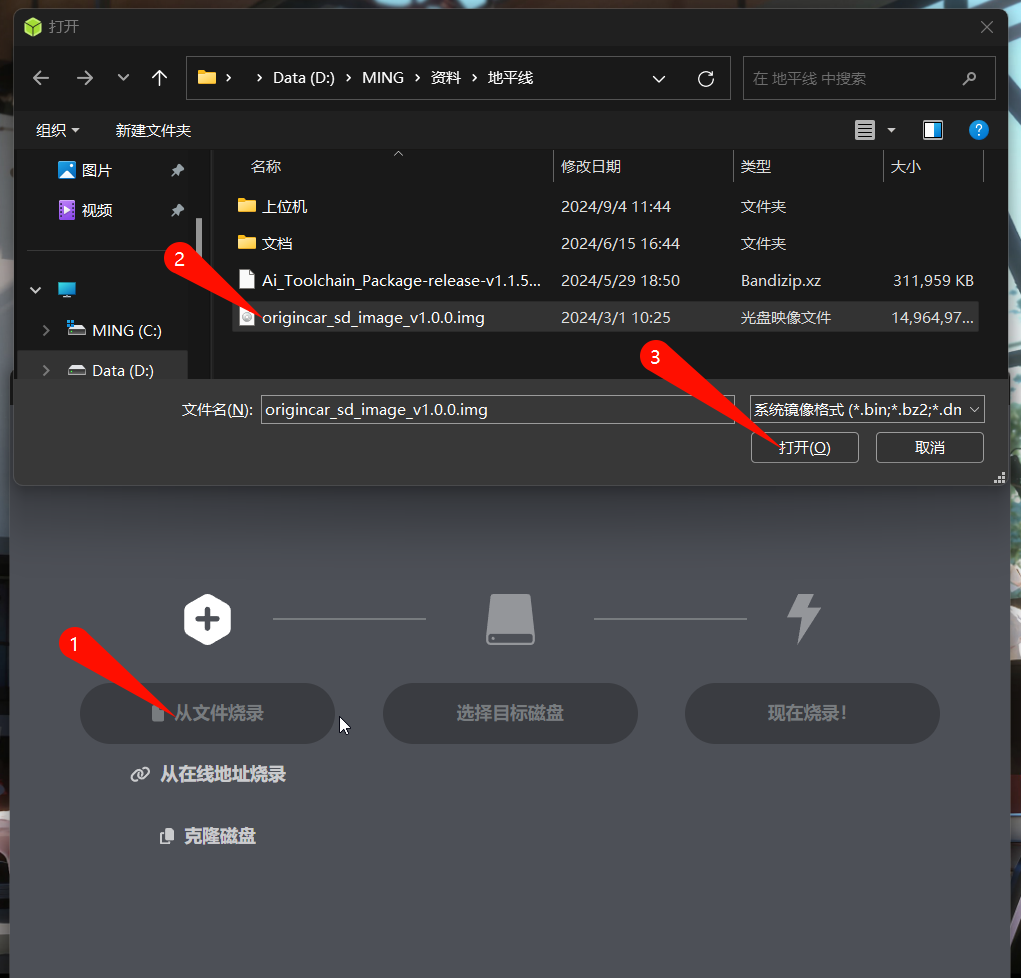 打开
Data (D:) MING 资料 地平线
在 地平线 中搜索
组织 新建文件夹
?
图片
视频
MING (C:)
Data (D:)
名称 修改日期 类型 大小
上位机 2024/9/4 11:44 文件夹
文档 2024/6/15 16:44 文件夹
Ai_Toolchain_Package-release-v1.1.5... 2024/5/29 18:50 Bandizip.xz 311,959 KB
origincar_sd_image_v1.0.0.img 2024/3/1 10:25 光盘映像文件 14,964,97...
2
3
文件名(N): origincar_sd_image_v1.0.0.img 系统镜像格式 (*.bin;*.bz2;*.dn
打开(O) 取消
1
从文件烧录 选择目标磁盘 现在烧录!
从在线地址烧录
克隆磁盘